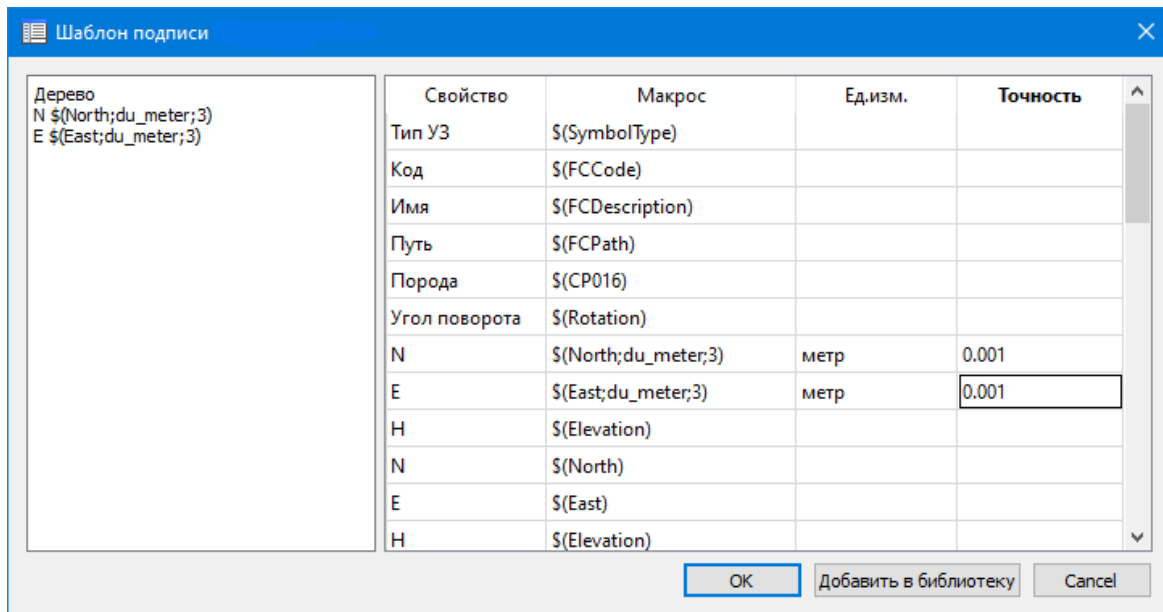 Шаблон подписи
Дерево
N $(North;du_meter;3)
E $(East;du_meter;3)
Свойство Макрос Ед.изм. Точность
Тип УЗ $(SymbolType)
Код $(FCCode)
Имя $(FCDescription)
Путь $(FCPath)
Порода $(CP016)
Угол поворота $(Rotation)
N $(North;du_meter;3) метр 0.001
E $(East;du_meter;3) метр 0.001
H $(Elevation)
N $(North)
E $(East)
H $(Elevation)
OK Добавить в библиотеку Cancel